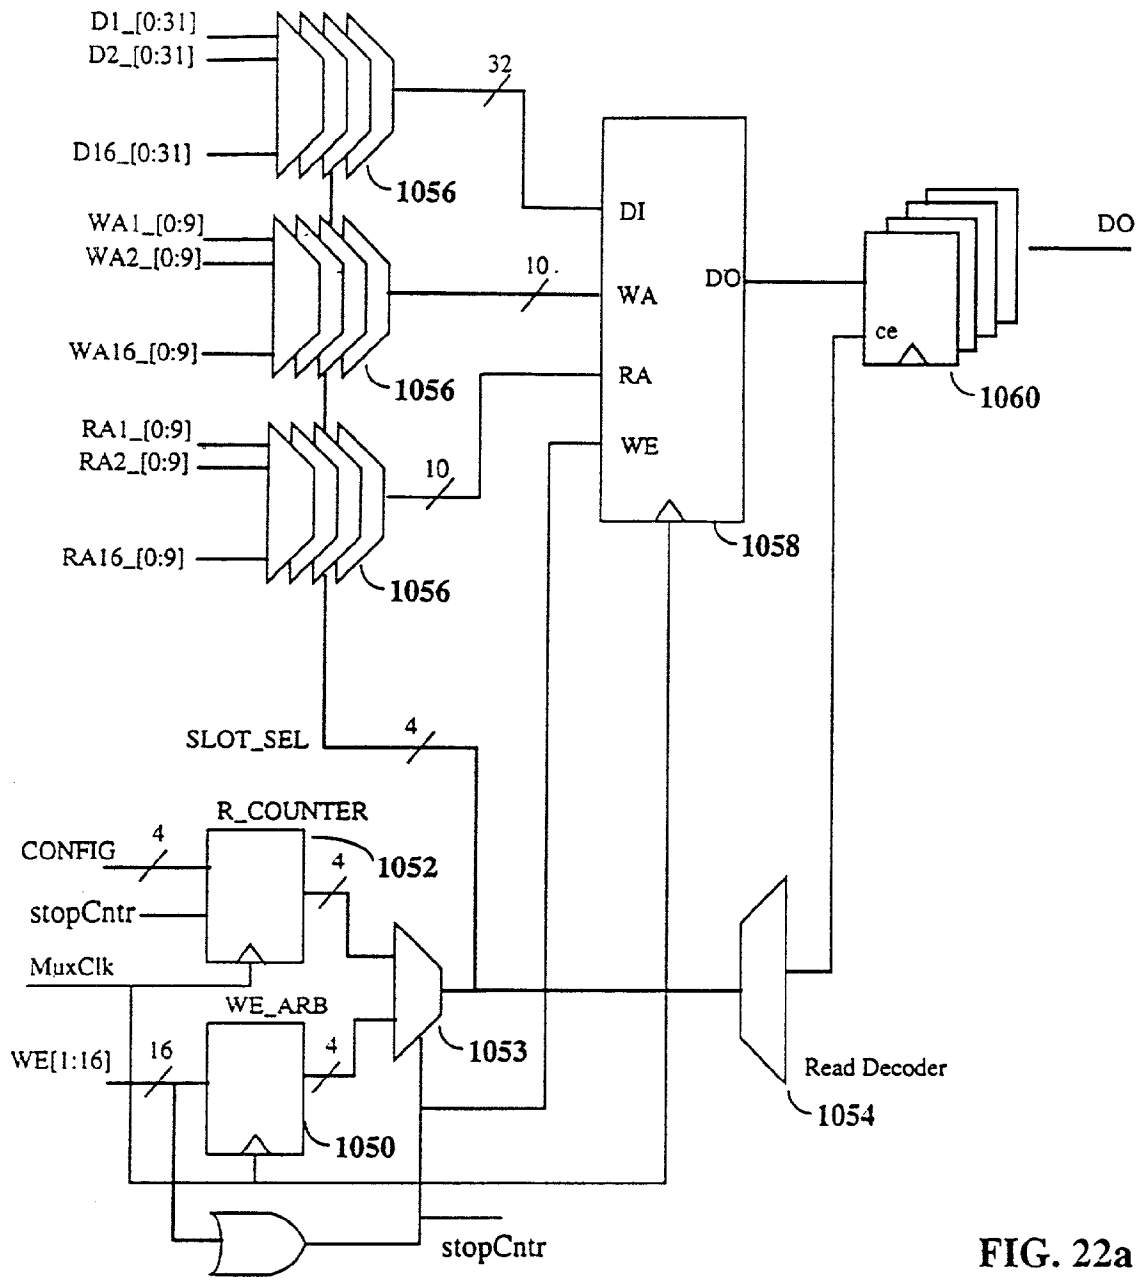 D1_[0:31]
D2_[0:31]
32
D16_[0:31]
1056
DI
WA1_[0:9]
WA2_[0:9]
10
WA
DO
DO
WA16_[0:9]
1056
ce
1060
RA
RA1_[0:9]
RA2_[0:9]
10
WE
RA16_[0:9]
1056
1058
SLOT_SEL
4
R_COUNTER
CONFIG
4
4
1052
stopCntr
MuxClk
WE_ARB
WE[1:16]
16
4
1053
Read Decoder
1054
1050
stopCntr
FIG. 22a